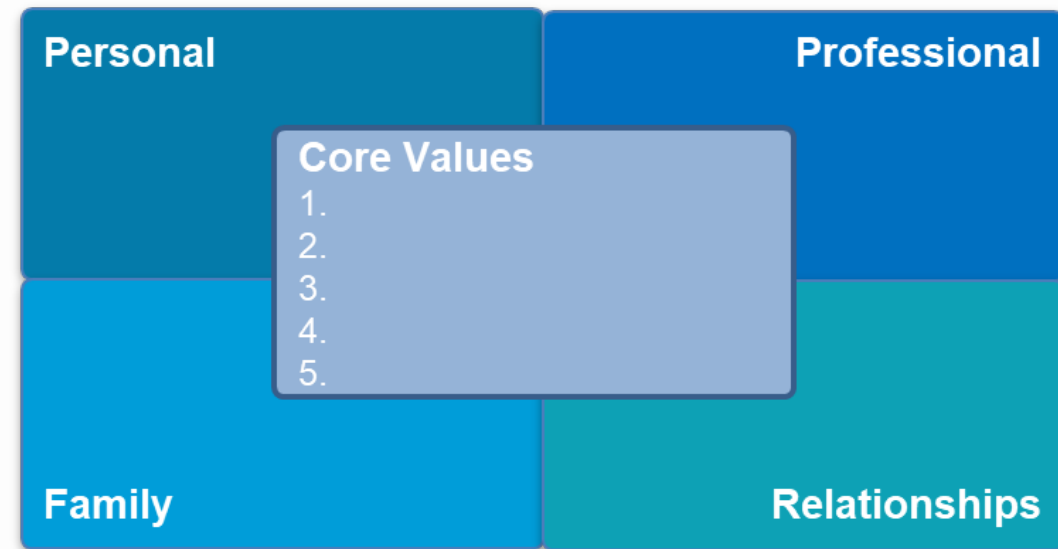 Personal
Professional
Core Values
1.
2.
3.
4.
5.
Family
Relationships